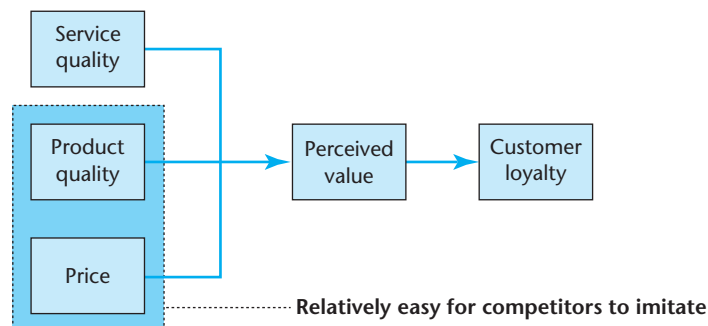 Service
quality
Product
quality
Price
Perceived
value
Customer
loyalty
Relatively easy for competitors to imitate